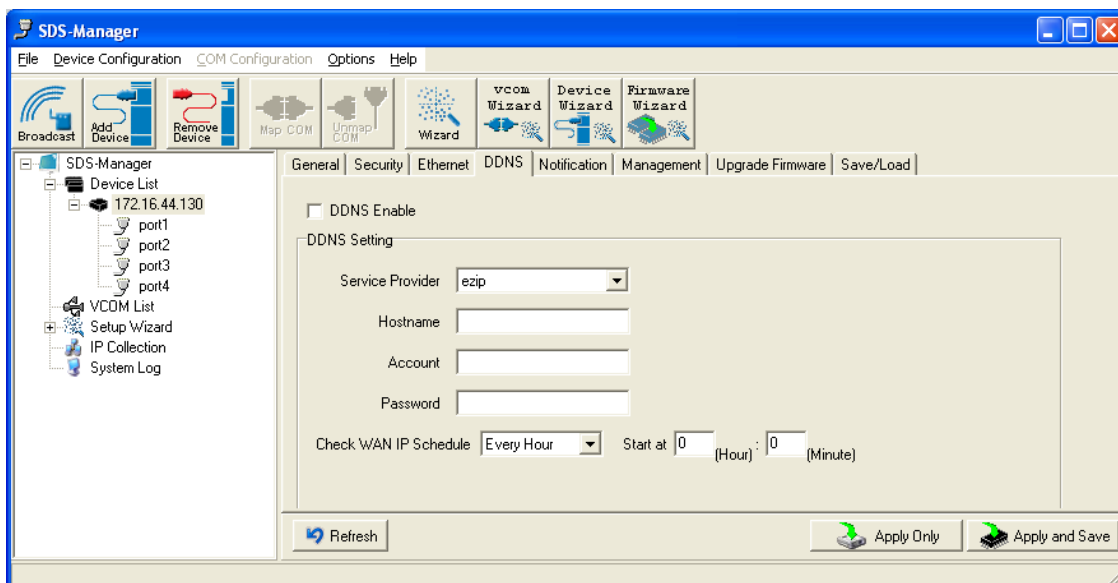 SDS-Manager
File Device Configuration COM Configuration Options Help
Broadcast
Add Device
Remove Device
Map COM
Unmap COM
Wizard
vcom Wizard
Device Wizard
Firmware Wizard
SDS-Manager
Device List
172.16.44.130
port1
port2
port3
port4
VCOM List
Setup Wizard
IP Collection
System Log
General Security Ethernet DDNS Notification Management Upgrade Firmware Save/Load
DDNS Enable
DDNS Setting
Service Provider ezip
Hostname
Account
Password
Check WAN IP Schedule Every Hour Start at 0 (Hour) : 0 (Minute)
Refresh Apply Only Apply and Save